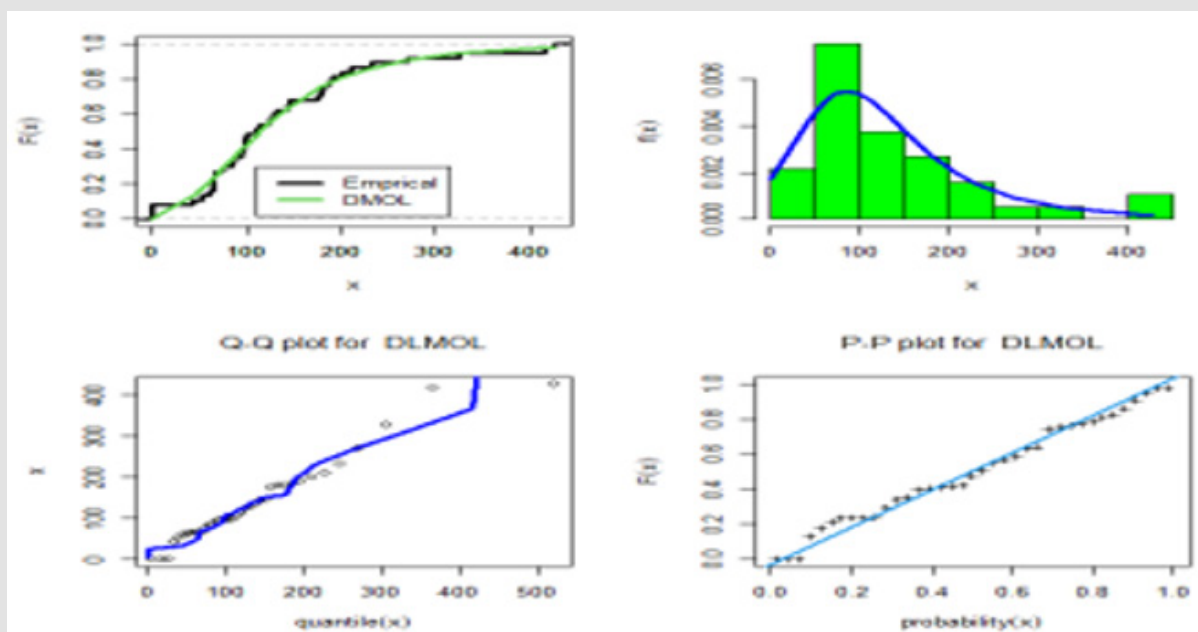 F(x)
0.0 0.2 0.4 0.6 0.8 1.0
Emprical
DMOL
0 100 200 300 400
x
f(x)
0.000 0.002 0.004 0.006
0 100 200 300 400
x
Q-Q plot for DLMOL
x
0 100 200 300 400
0 100 200 300 400 500
quantile(x)
P-P plot for DLMOL
F(x)
0.0 0.2 0.4 0.6 0.8 1.0
0.0 0.2 0.4 0.6 0.8 1.0
probability(x)